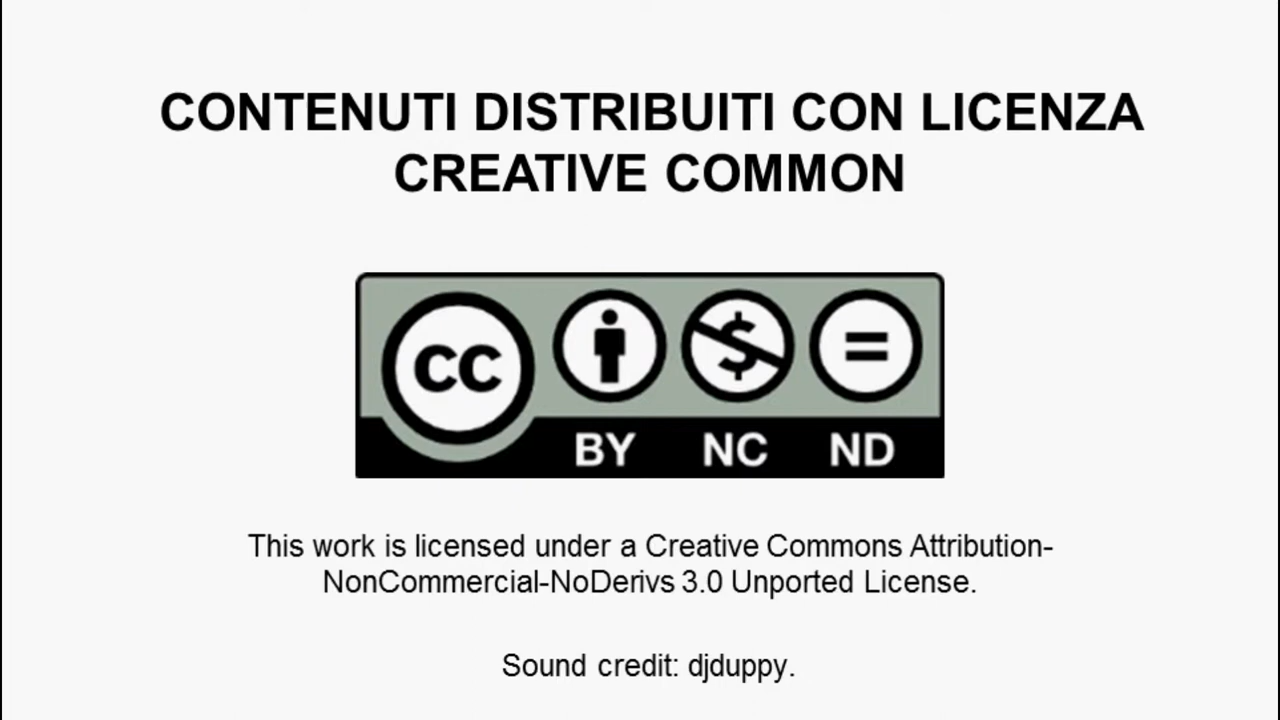 CONTENUTI DISTRIBUITI CON LICENZA
CREATIVE COMMON
CC
BY NC ND
This work is licensed under a Creative Commons Attribution-
NonCommercial-NoDerivs 3.0 Unported License.
Sound credit: djduppy.